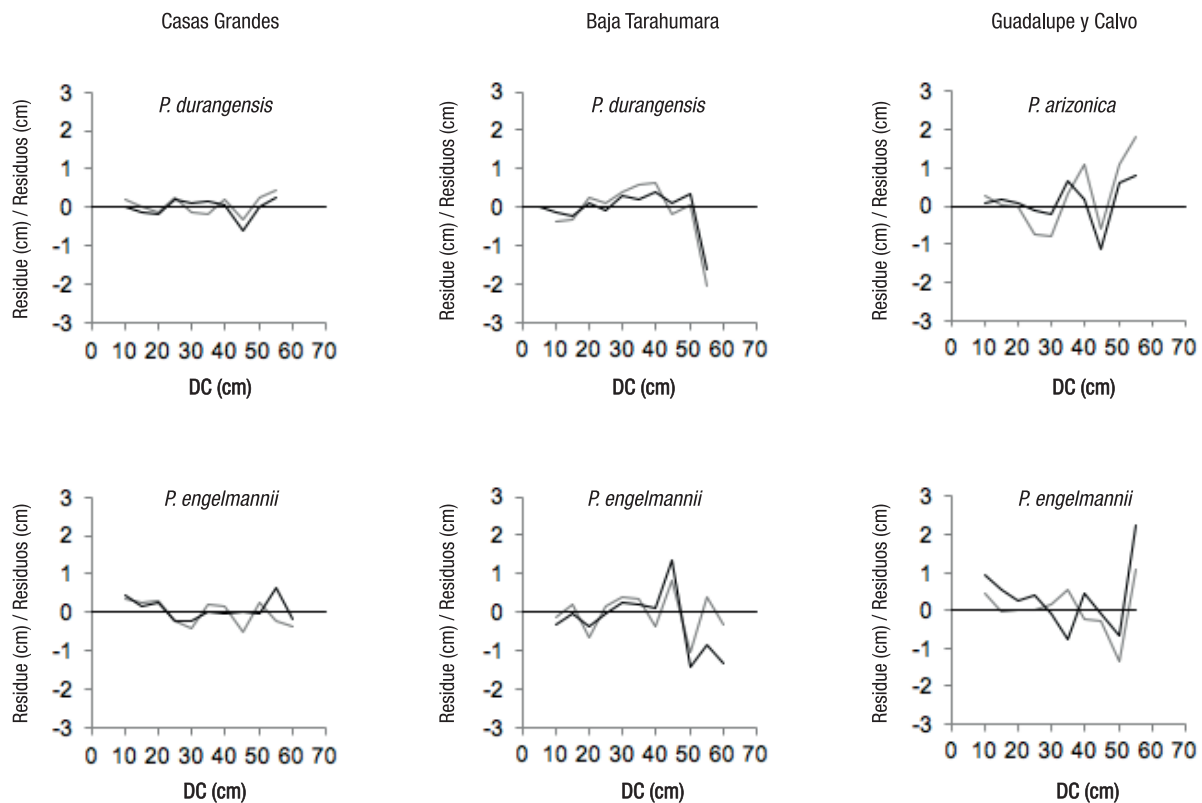 Casas Grandes
Baja Tarahumara
Guadalupe y Calvo
Residue (cm) / Residuos (cm)
3
2
1
0
-1
-2
-3
P. durangensis
0 10 20 30 40 50 60 70
DC (cm)
Residue (cm) / Residuos (cm)
3
2
1
0
-1
-2
-3
P. durangensis
0 10 20 30 40 50 60 70
DC (cm)
Residue (cm) / Residuos (cm)
3
2
1
0
-1
-2
-3
P. arizonica
0 10 20 30 40 50 60 70
DC (cm)
Residue (cm) / Residuos (cm)
3
2
1
0
-1
-2
-3
P. engelmannii
0 10 20 30 40 50 60 70
DC (cm)
Residue (cm) / Residuos (cm)
3
2
1
0
-1
-2
-3
P. engelmannii
0 10 20 30 40 50 60 70
DC (cm)
Residue (cm) / Residuos (cm)
3
2
1
0
-1
-2
-3
P. engelmannii
0 10 20 30 40 50 60 70
DC (cm)